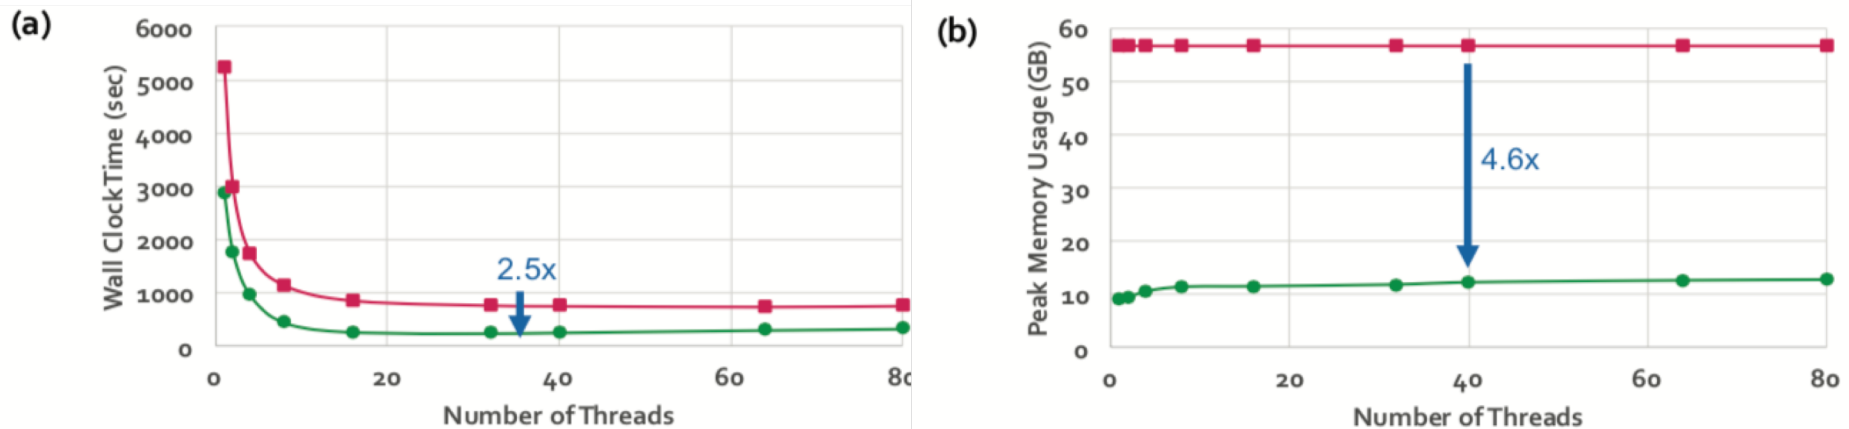 (a)
6000
5000
4000
3000
2000
1000
0
Wall Clock Time (sec)
2.5x
0 20 40 60 80
Number of Threads
(b)
60
50
40
30
20
10
0
Peak Memory Usage (GB)
4.6x
0 20 40 60 80
Number of Threads